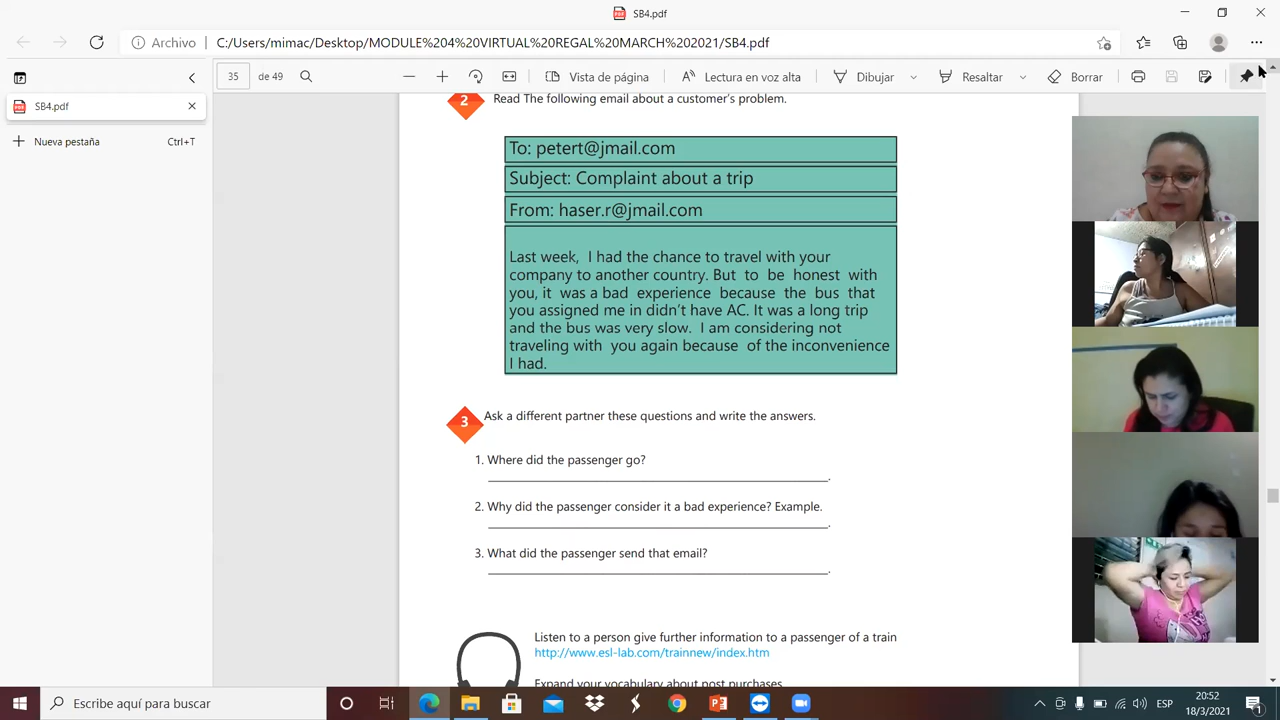 SB4.pdf
Archivo C:/Users/mimac/Desktop/MODULE%204%20VIRTUAL%20REGAL%20MARCH%202021/SB4.pdf
35 de 49 Vista de página Lectura en voz alta Dibujar Resaltar Borrar
SB4.pdf
Nueva pestaña Ctrl+T
2 Read The following email about a customer's problem.
To: petert@jmail.com
Subject: Complaint about a trip
From: haser.r@jmail.com
Last week, I had the chance to travel with your
company to another country. But to be honest with
you, it was a bad experience because the bus that
you assigned me in didn't have AC. It was a long trip
and the bus was very slow. I am considering not
traveling with you again because of the inconvenience
I had.
3 Ask a different partner these questions and write the answers.
1. Where did the passenger go?
2. Why did the passenger consider it a bad experience? Example.
3. What did the passenger send that email?
Listen to a person give further information to a passenger of a train
http://www.esl-lab.com/trainnew/index.htm
Expand your vocabulary about post purchases
Escribe aquí para buscar
ESP
20:52
18/3/2021
1